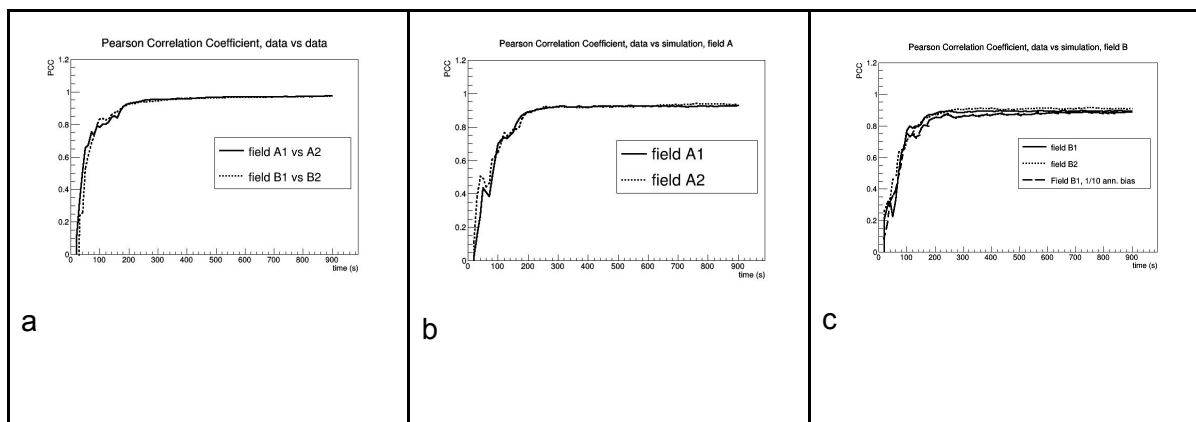 Pearson Correlation Coefficient, data vs data
PCC
1.2
1
0.8
0.6
0.4
0.2
0
0 100 200 300 400 500 600 700 800 900
time (s)
field A1 vs A2
field B1 vs B2
a
Pearson Correlation Coefficient, data vs simulation, field A
PCC
1.2
1
0.8
0.6
0.4
0.2
0
0 100 200 300 400 500 600 700 800 900
time (s)
field A1
field A2
b
Pearson Correlation Coefficient, data vs simulation, field B
PCC
1.2
1
0.8
0.6
0.4
0.2
0
0 100 200 300 400 500 600 700 800 900
time (s)
field B1
field B2
Field B1, 1/10 ann. bias
c